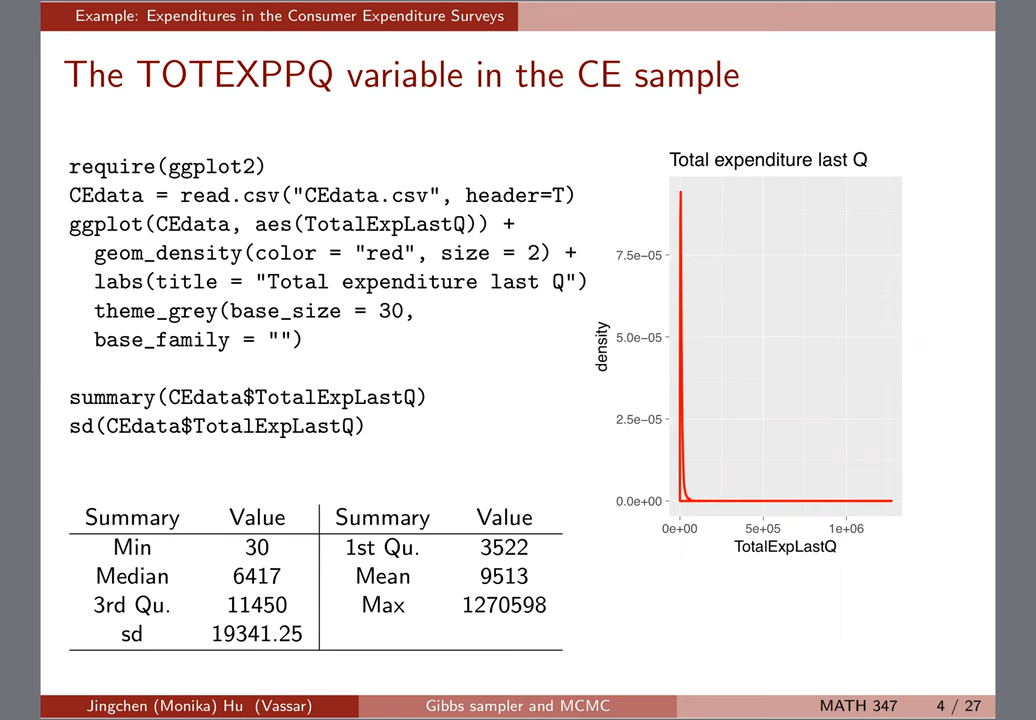 Example: Expenditures in the Consumer Expenditure Surveys
The TOTEXPPQ variable in the CE sample
require(ggplot2)
CEdata = read.csv("CEdata.csv", header=T)
ggplot(CEdata, aes(TotalExpLastQ)) +
  geom_density(color = "red", size = 2) +
  labs(title = "Total expenditure last Q")
  theme_grey(base_size = 30,
  base_family = "")
summary(CEdata$TotalExpLastQ)
sd(CEdata$TotalExpLastQ)
Summary Value Summary Value
Min 30 1st Qu. 3522
Median 6417 Mean 9513
3rd Qu. 11450 Max 1270598
sd 19341.25
Total expenditure last Q
density
7.5e−05
5.0e−05
2.5e−05
0.0e+00
0e+00 5e+05 1e+06
TotalExpLastQ
Jingchen (Monika) Hu (Vassar) Gibbs sampler and MCMC MATH 347 4 / 27